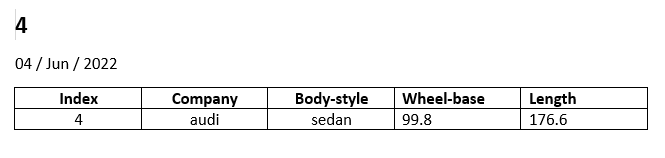 4
04 / Jun / 2022
Index Company Body-style Wheel-base Length
4 audi sedan 99.8 176.6